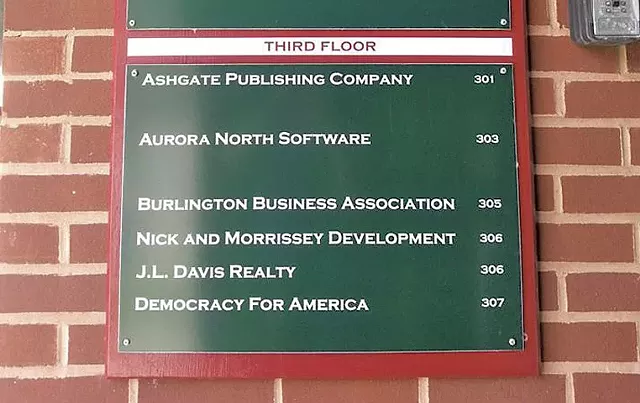 THIRD FLOOR
ASHGATE PUBLISHING COMPANY 301
AURORA NORTH SOFTWARE 303
BURLINGTON BUSINESS ASSOCIATION 305
NICK AND MORRISSEY DEVELOPMENT 306
J.L. DAVIS REALTY 306
DEMOCRACY FOR AMERICA 307